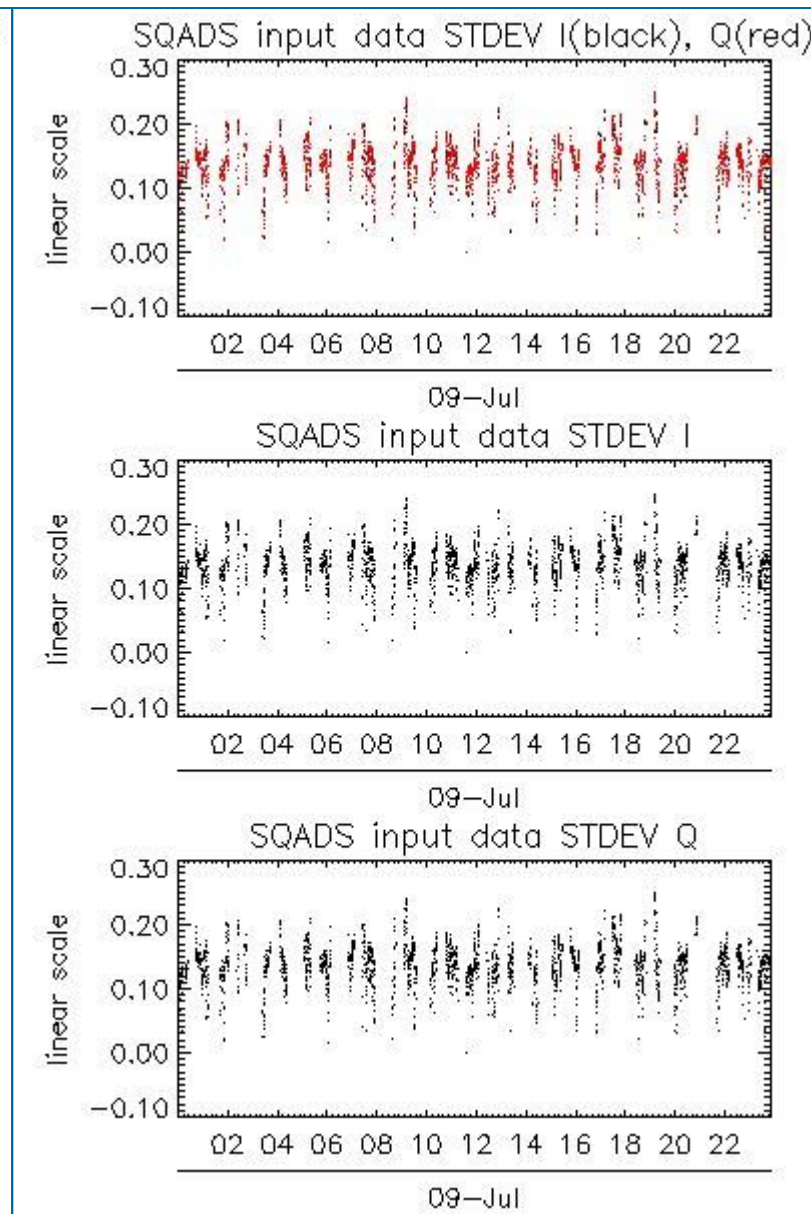 SQADS input data STDEV I(black), Q(red)
0.30
0.20
0.10
0.00
−0.10
linear scale
02 04 06 08 10 12 14 16 18 20 22
09−Jul
SQADS input data STDEV I
0.30
0.20
0.10
0.00
−0.10
linear scale
02 04 06 08 10 12 14 16 18 20 22
09−Jul
SQADS input data STDEV Q
0.30
0.20
0.10
0.00
−0.10
linear scale
02 04 06 08 10 12 14 16 18 20 22
09−Jul